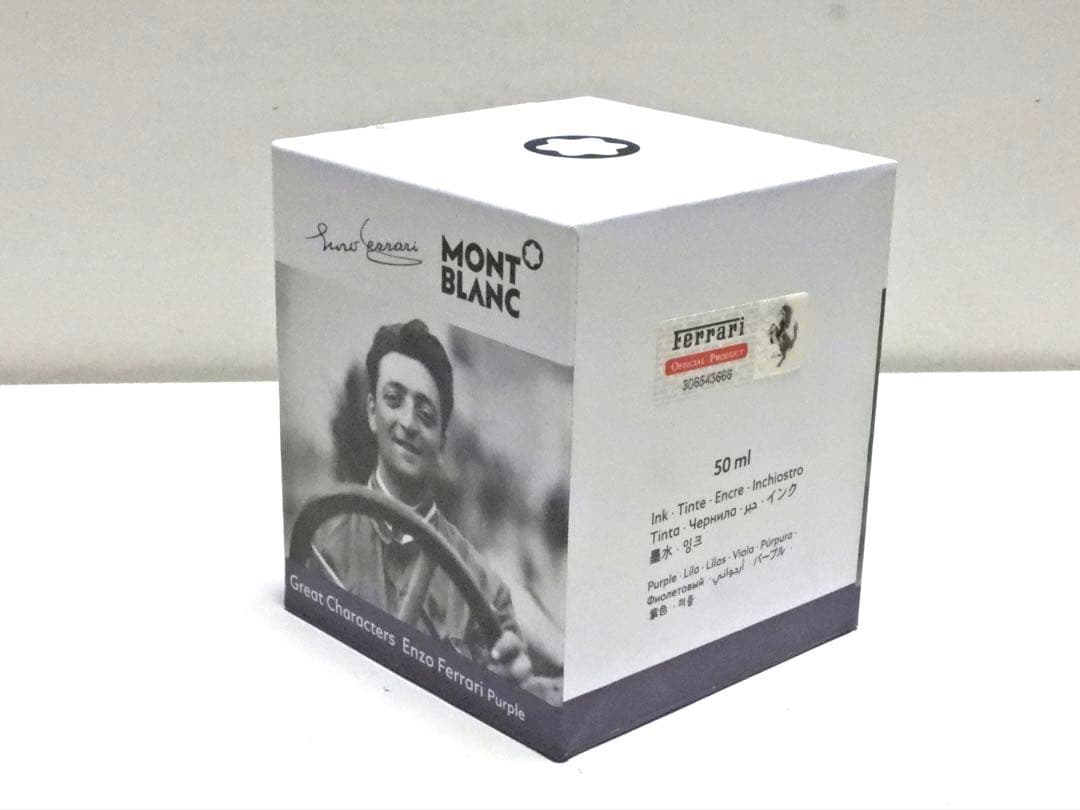 Enzo Ferrari
MONT
BLANC
Great Characters Enzo Ferrari Purple
Ferrari
OFFICIAL PRODUCT
306543666
50 ml
Ink · Tinte · Encre · Inchiostro
Tinta · Чернила · حبر · インク
墨水 · 잉크
Purple · Lila · Lilas · Viola · Púrpura ·
Фиолетовый · أرجواني · パープル ·
紫色 · 퍼플